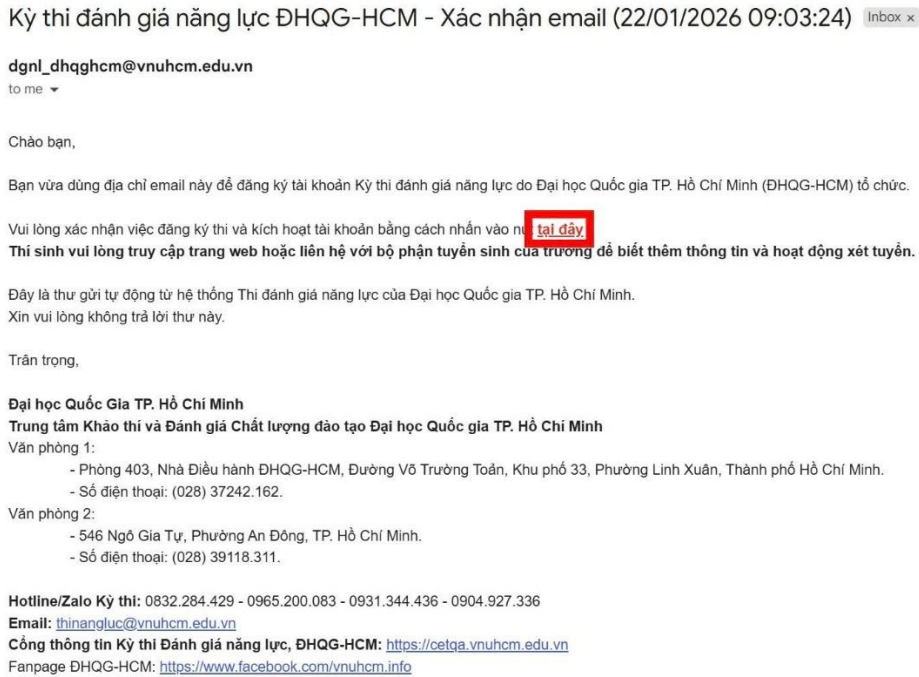 Kỳ thi đánh giá năng lực ĐHQG-HCM - Xác nhận email (22/01/2026 09:03:24) Inbox ×
dgnl_dhqghcm@vnuhcm.edu.vn
to me
Chào bạn,
Bạn vừa dùng địa chỉ email này để đăng ký tài khoản Kỳ thi đánh giá năng lực do Đại học Quốc gia TP. Hồ Chí Minh (ĐHQG-HCM) tổ chức.
Vui lòng xác nhận việc đăng ký thi và kích hoạt tài khoản bằng cách nhấn vào tại đây
Thí sinh vui lòng truy cập trang web hoặc liên hệ với bộ phận tuyển sinh của trường để biết thêm thông tin và hoạt động xét tuyển.
Đây là thư gửi tự động từ hệ thống Thi đánh giá năng lực của Đại học Quốc gia TP. Hồ Chí Minh.
Xin vui lòng không trả lời thư này.
Trân trọng,
Đại học Quốc Gia TP. Hồ Chí Minh
Trung tâm Khảo thí và Đánh giá Chất lượng đào tạo Đại học Quốc gia TP. Hồ Chí Minh
Văn phòng 1:
- Phòng 403, Nhà Điều hành ĐHQG-HCM, Đường Võ Trường Toản, Khu phố 33, Phường Linh Xuân, Thành phố Hồ Chí Minh.
- Số điện thoại: (028) 37242.162.
Văn phòng 2:
- 546 Ngô Gia Tự, Phường An Đông, TP. Hồ Chí Minh.
- Số điện thoại: (028) 39118.311.
Hotline/Zalo Kỳ thi: 0832.284.429 - 0965.200.083 - 0931.344.436 - 0904.927.336
Email: thinangluc@vnuhcm.edu.vn
Cổng thông tin Kỳ thi Đánh giá năng lực, ĐHQG-HCM: https://cetqa.vnuhcm.edu.vn
Fanpage ĐHQG-HCM: https://www.facebook.com/vnuhcm.info